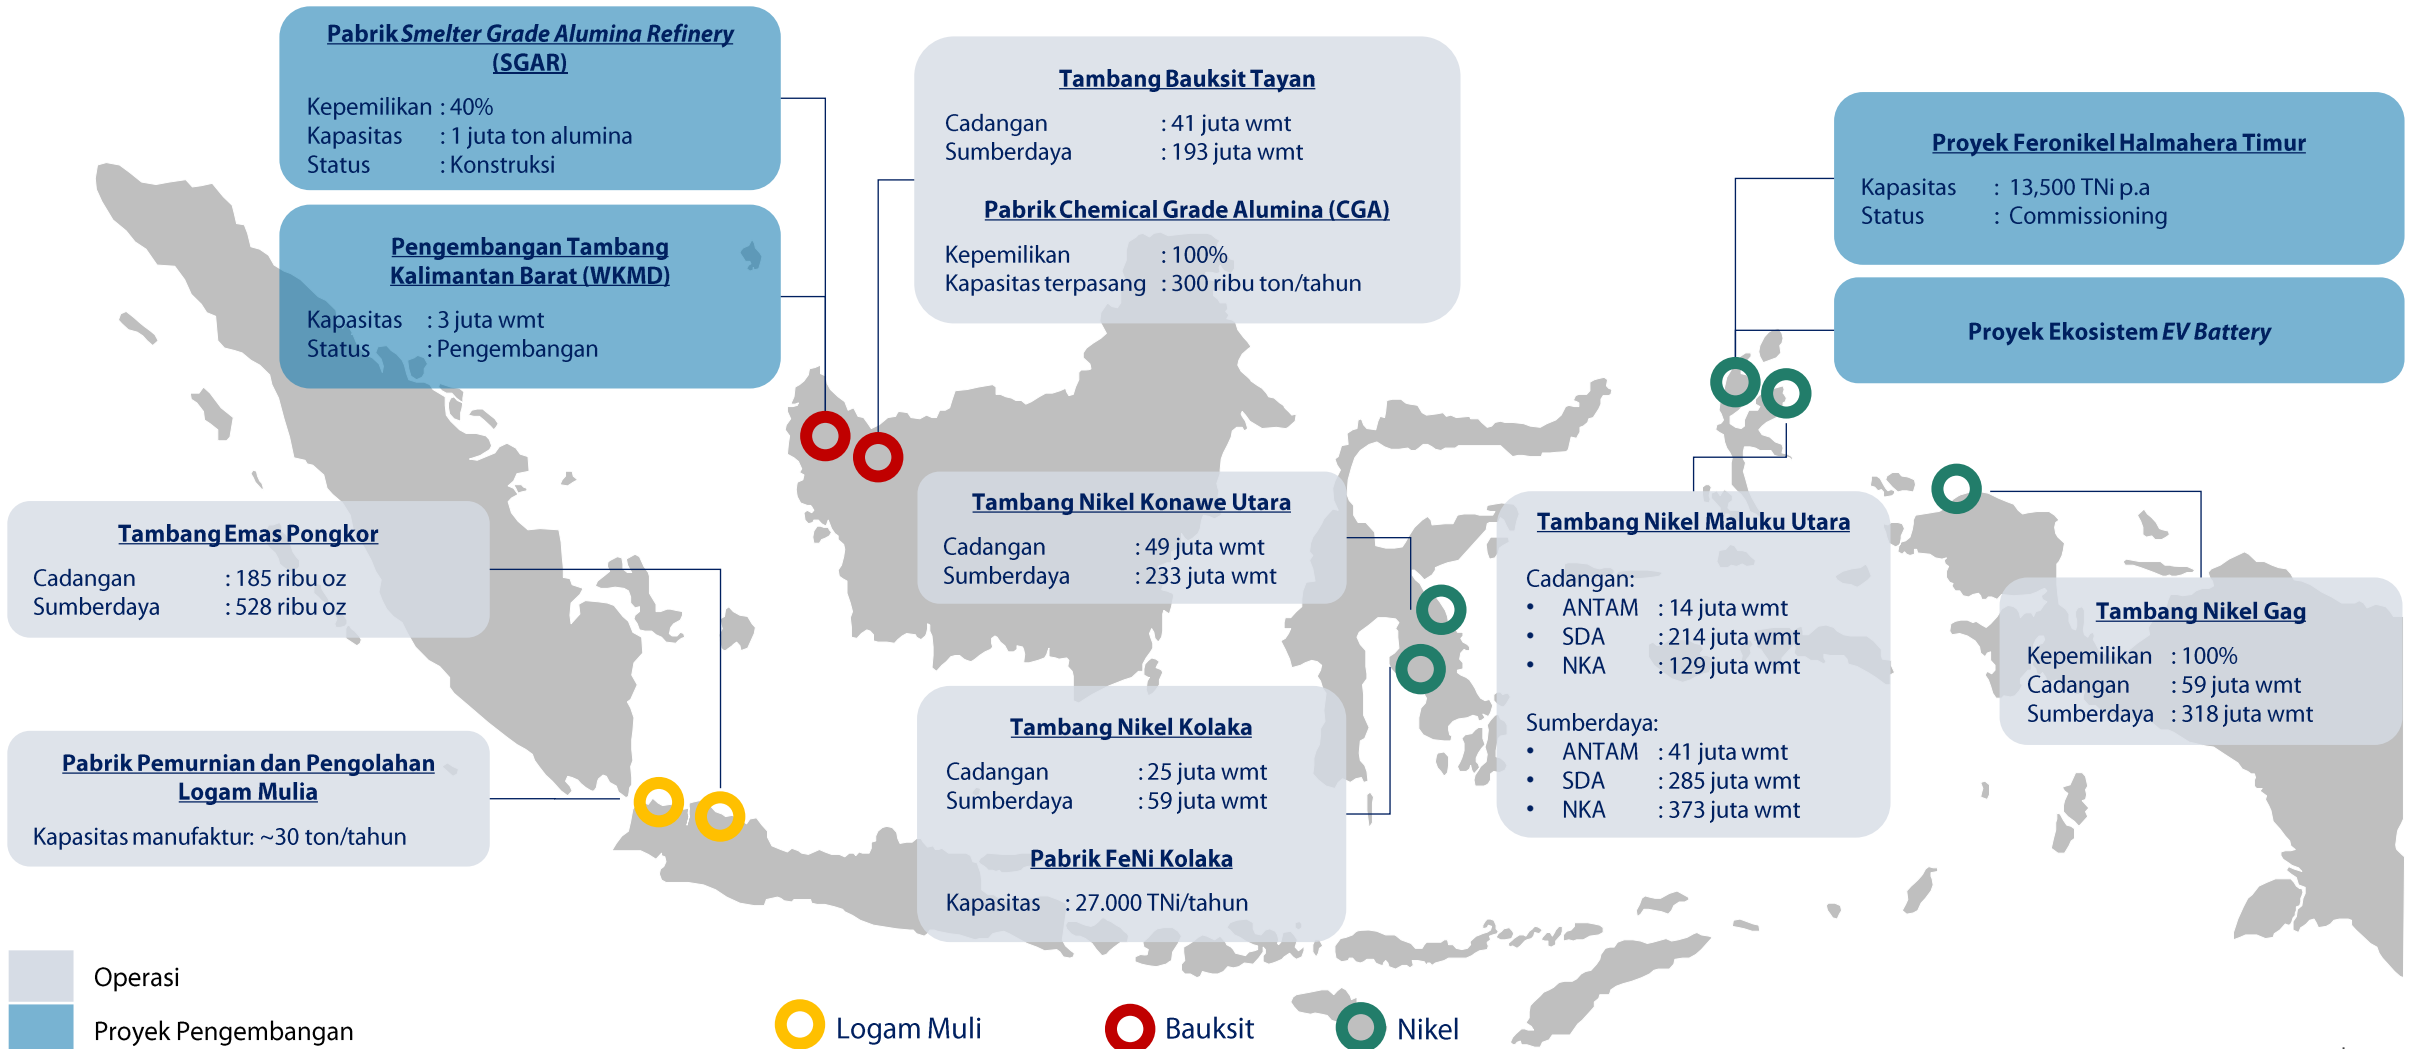 Pabrik Smelter Grade Alumina Refinery
(SGAR)
Kepemilikan : 40%
Kapasitas : 1 juta ton alumina
Status : Konstruksi
Pengembangan Tambang
Kalimantan Barat (WKMD)
Kapasitas : 3 juta wmt
Status : Pengembangan
Tambang Bauksit Tayan
Cadangan : 41 juta wmt
Sumberdaya : 193 juta wmt
Pabrik Chemical Grade Alumina (CGA)
Kepemilikan : 100%
Kapasitas terpasang : 300 ribu ton/tahun
Proyek Feronikel Halmahera Timur
Kapasitas : 13,500 TNi p.a
Status : Commissioning
Proyek Ekosistem EV Battery
Tambang Emas Pongkor
Cadangan : 185 ribu oz
Sumberdaya : 528 ribu oz
Pabrik Pemurnian dan Pengolahan
Logam Mulia
Kapasitas manufaktur: ~30 ton/tahun
Tambang Nikel Konawe Utara
Cadangan : 49 juta wmt
Sumberdaya : 233 juta wmt
Tambang Nikel Kolaka
Cadangan : 25 juta wmt
Sumberdaya : 59 juta wmt
Pabrik FeNi Kolaka
Kapasitas : 27.000 TNi/tahun
Tambang Nikel Maluku Utara
Cadangan:
• ANTAM : 14 juta wmt
• SDA : 214 juta wmt
• NKA : 129 juta wmt
Sumberdaya:
• ANTAM : 41 juta wmt
• SDA : 285 juta wmt
• NKA : 373 juta wmt
Tambang Nikel Gag
Kepemilikan : 100%
Cadangan : 59 juta wmt
Sumberdaya : 318 juta wmt
Operasi
Proyek Pengembangan
Logam Muli
Bauksit
Nikel